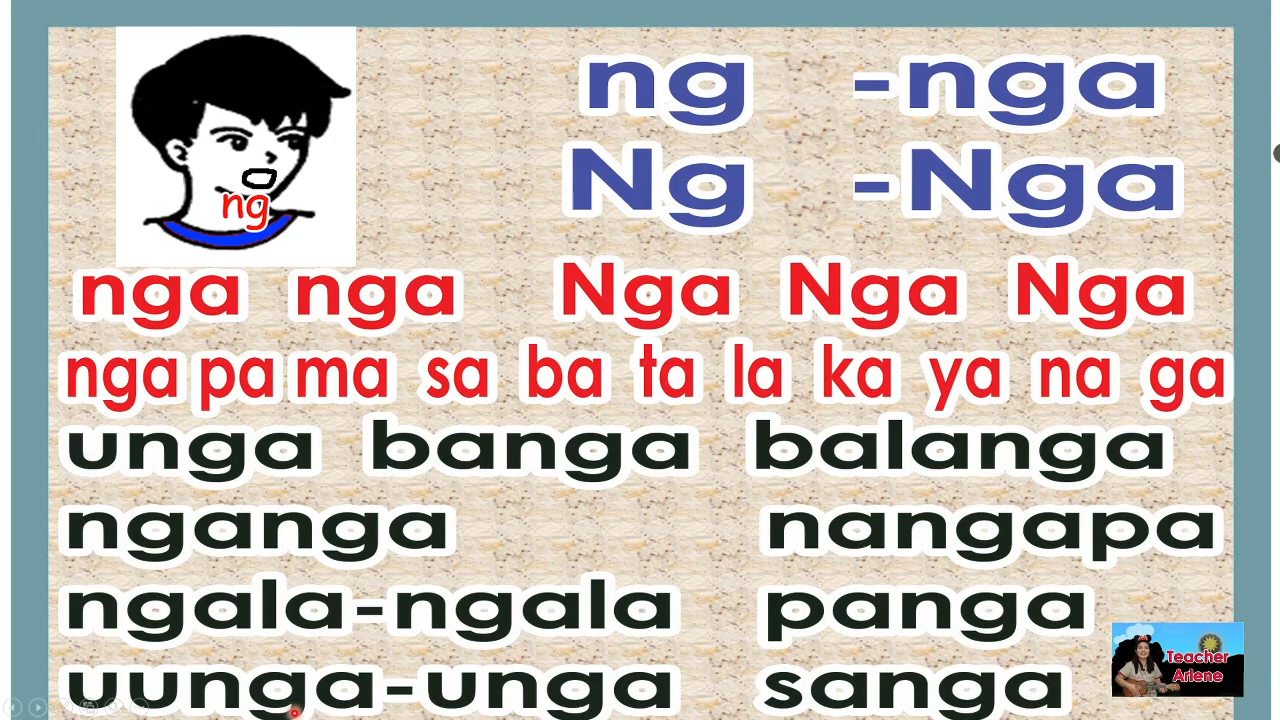 ng -nga
Ng -Nga
ng
nga nga Nga Nga Nga
nga pa ma sa ba ta la ka ya na ga
unga banga balanga
nganga nangapa
ngala-ngala panga
uunga-unga sanga
Teacher
Arlene